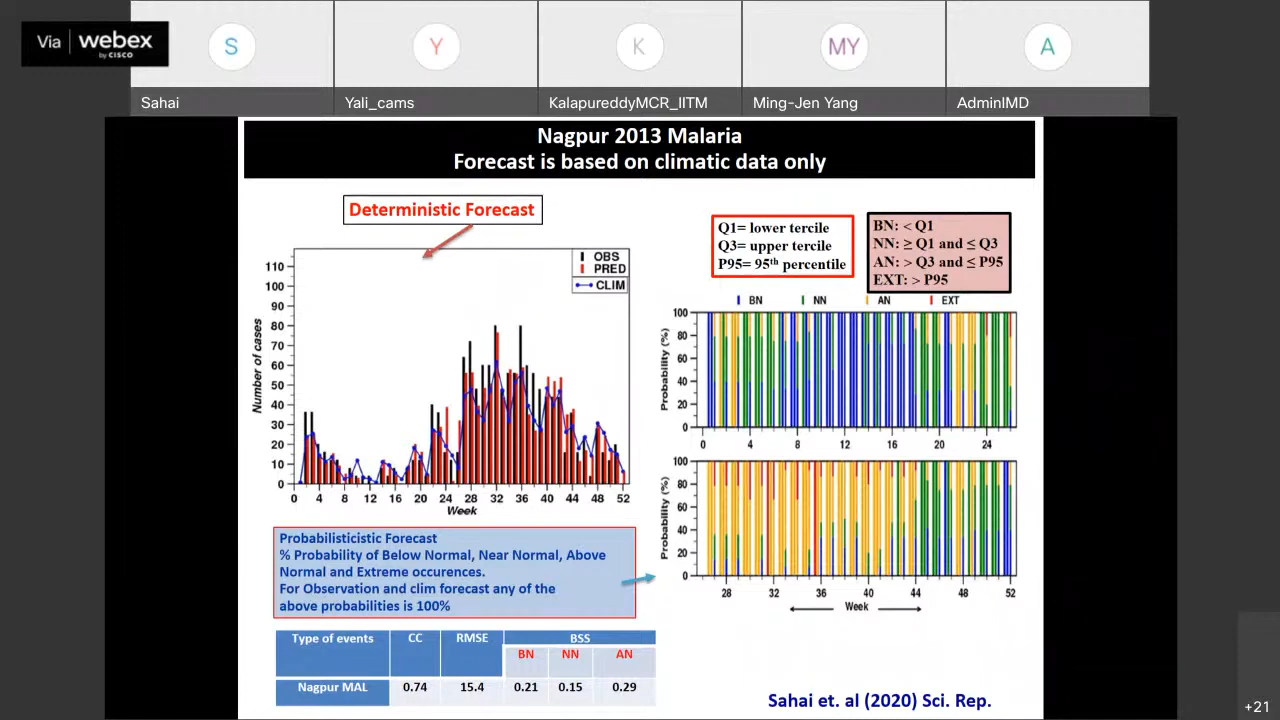 Via webex
by CISCO
S
Y
K
MY
A
Sahai
Yali_cams
KalapureddyMCR_IITM
Ming-Jen Yang
AdminIMD
Nagpur 2013 Malaria
Forecast is based on climatic data only
Deterministic Forecast
OBS
PRED
CLIM
110
100
90
80
70
60
50
40
30
20
10
0
Number of cases
0 4 8 12 16 20 24 28 32 36 40 44 48 52
Week
Q1= lower tercile
Q3= upper tercile
P95= 95th percentile
BN: < Q1
NN: ≥ Q1 and ≤ Q3
AN: > Q3 and ≤ P95
EXT: > P95
BN NN AN EXT
100
80
60
40
20
0
Probability (%)
0 4 8 12 16 20 24
100
80
60
40
20
0
Probability (%)
28 32 36 40 44 48 52
Week
Probabilisticistic Forecast
% Probability of Below Normal, Near Normal, Above
Normal and Extreme occurences.
For Observation and clim forecast any of the
above probabilities is 100%
Type of events CC RMSE BSS
BN NN AN
Nagpur MAL 0.74 15.4 0.21 0.15 0.29
Sahai et. al (2020) Sci. Rep.
+21